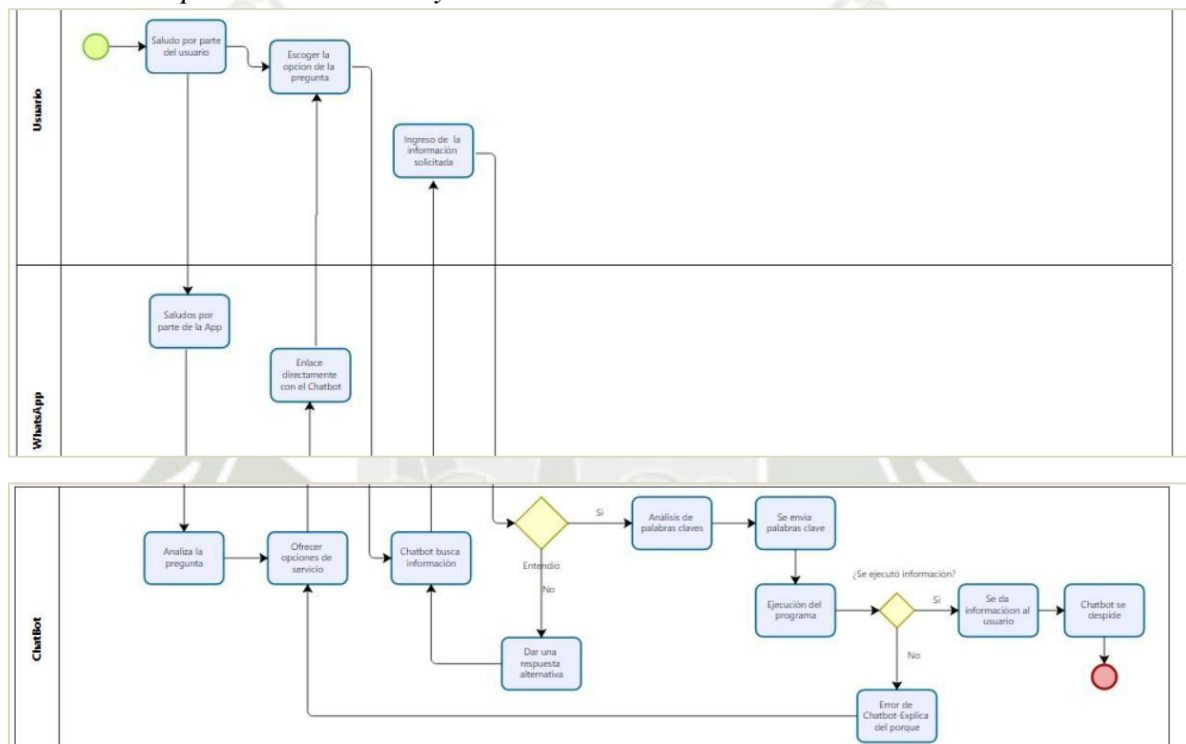 Usuario
Saludo por parte
del usuario
Escoger la
opcion de la
pregunta
Ingreso de la
información
solicitada
WhatsApp
Saludos por
parte de la App
Enlace
directamente
con el Chatbot
ChatBot
Analiza la
pregunta
Ofrecer
opciones de
servicio
Chatbot busca
información
Entendió
Si
No
Dar una
respuesta
alternativa
Análisis de
palabras claves
Se envia
palabras clave
Ejecución del
programa
¿Se ejecutó información?
Si
No
Se da
informacióon al
usuario
Chatbot se
despide
Error de
Chatbot-Explica
del porque